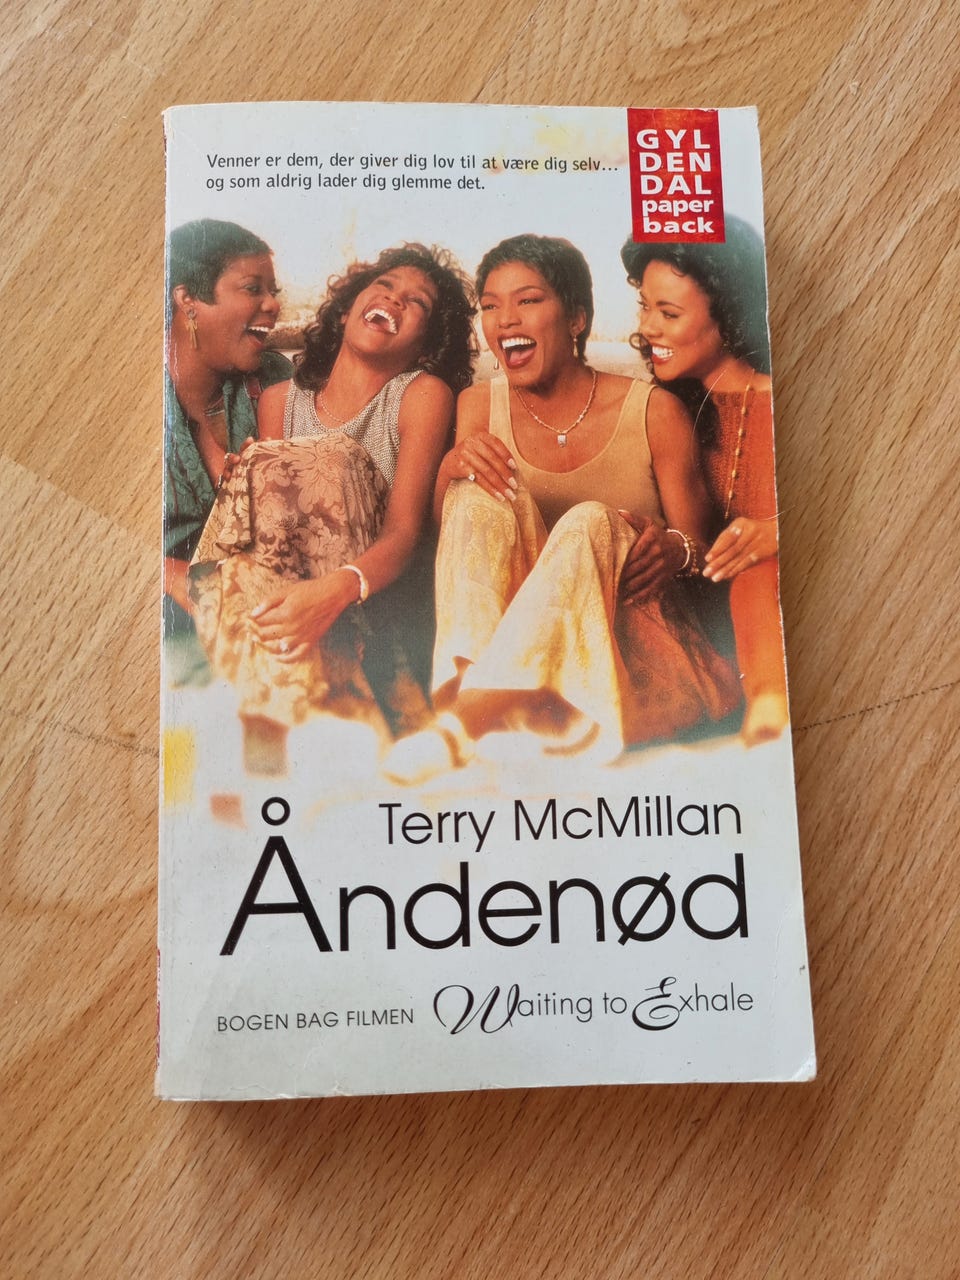 Venner er dem, der giver dig lov til at være dig selv...
og som aldrig lader dig glemme det.
GYL
DEN
DAL
paper
back
Terry McMillan
Åndenød
BOGEN BAG FILMEN Waiting to Exhale